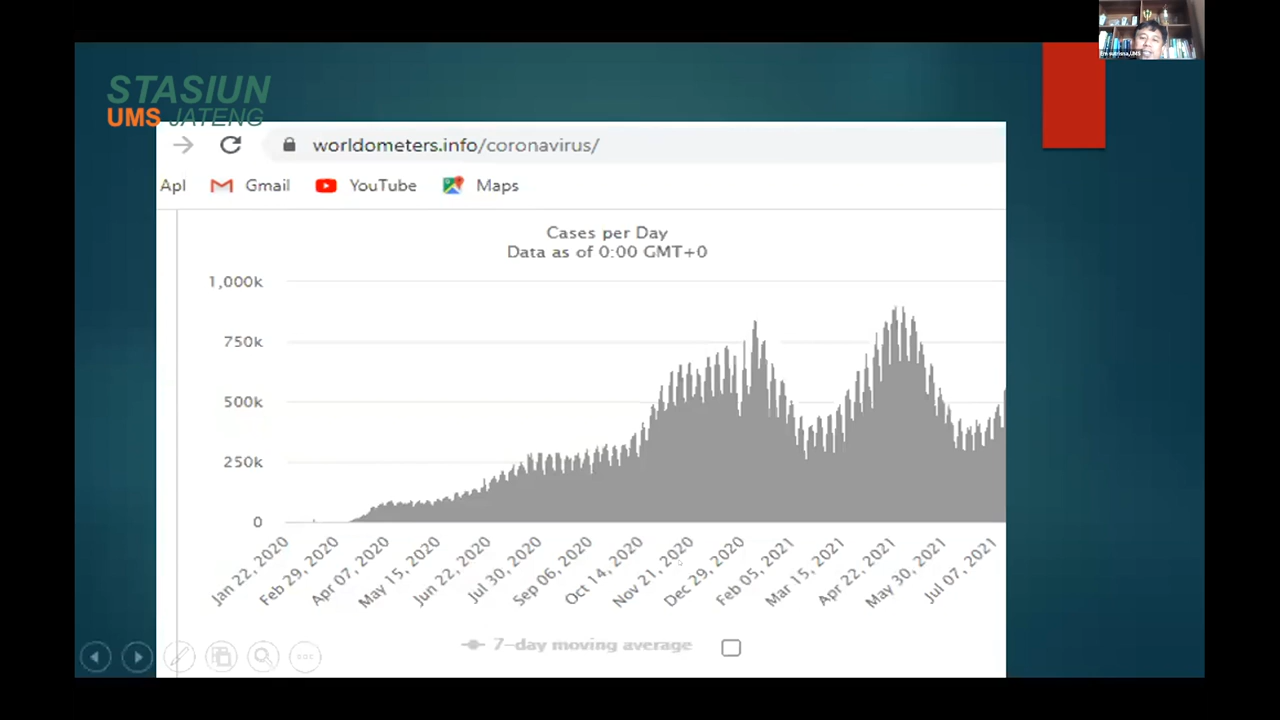 STASIUN
UMS JATENG
worldometers.info/coronavirus/
Apl Gmail YouTube Maps
Cases per Day
Data as of 0:00 GMT+0
1,000k
750k
500k
250k
0
Jan 22, 2020
Feb 29, 2020
Apr 07, 2020
May 15, 2020
Jun 22, 2020
Jul 30, 2020
Sep 06, 2020
Oct 14, 2020
Nov 21, 2020
Dec 29, 2020
Feb 05, 2021
Mar 15, 2021
Apr 22, 2021
May 30, 2021
Jul 07, 2021
7-day moving average